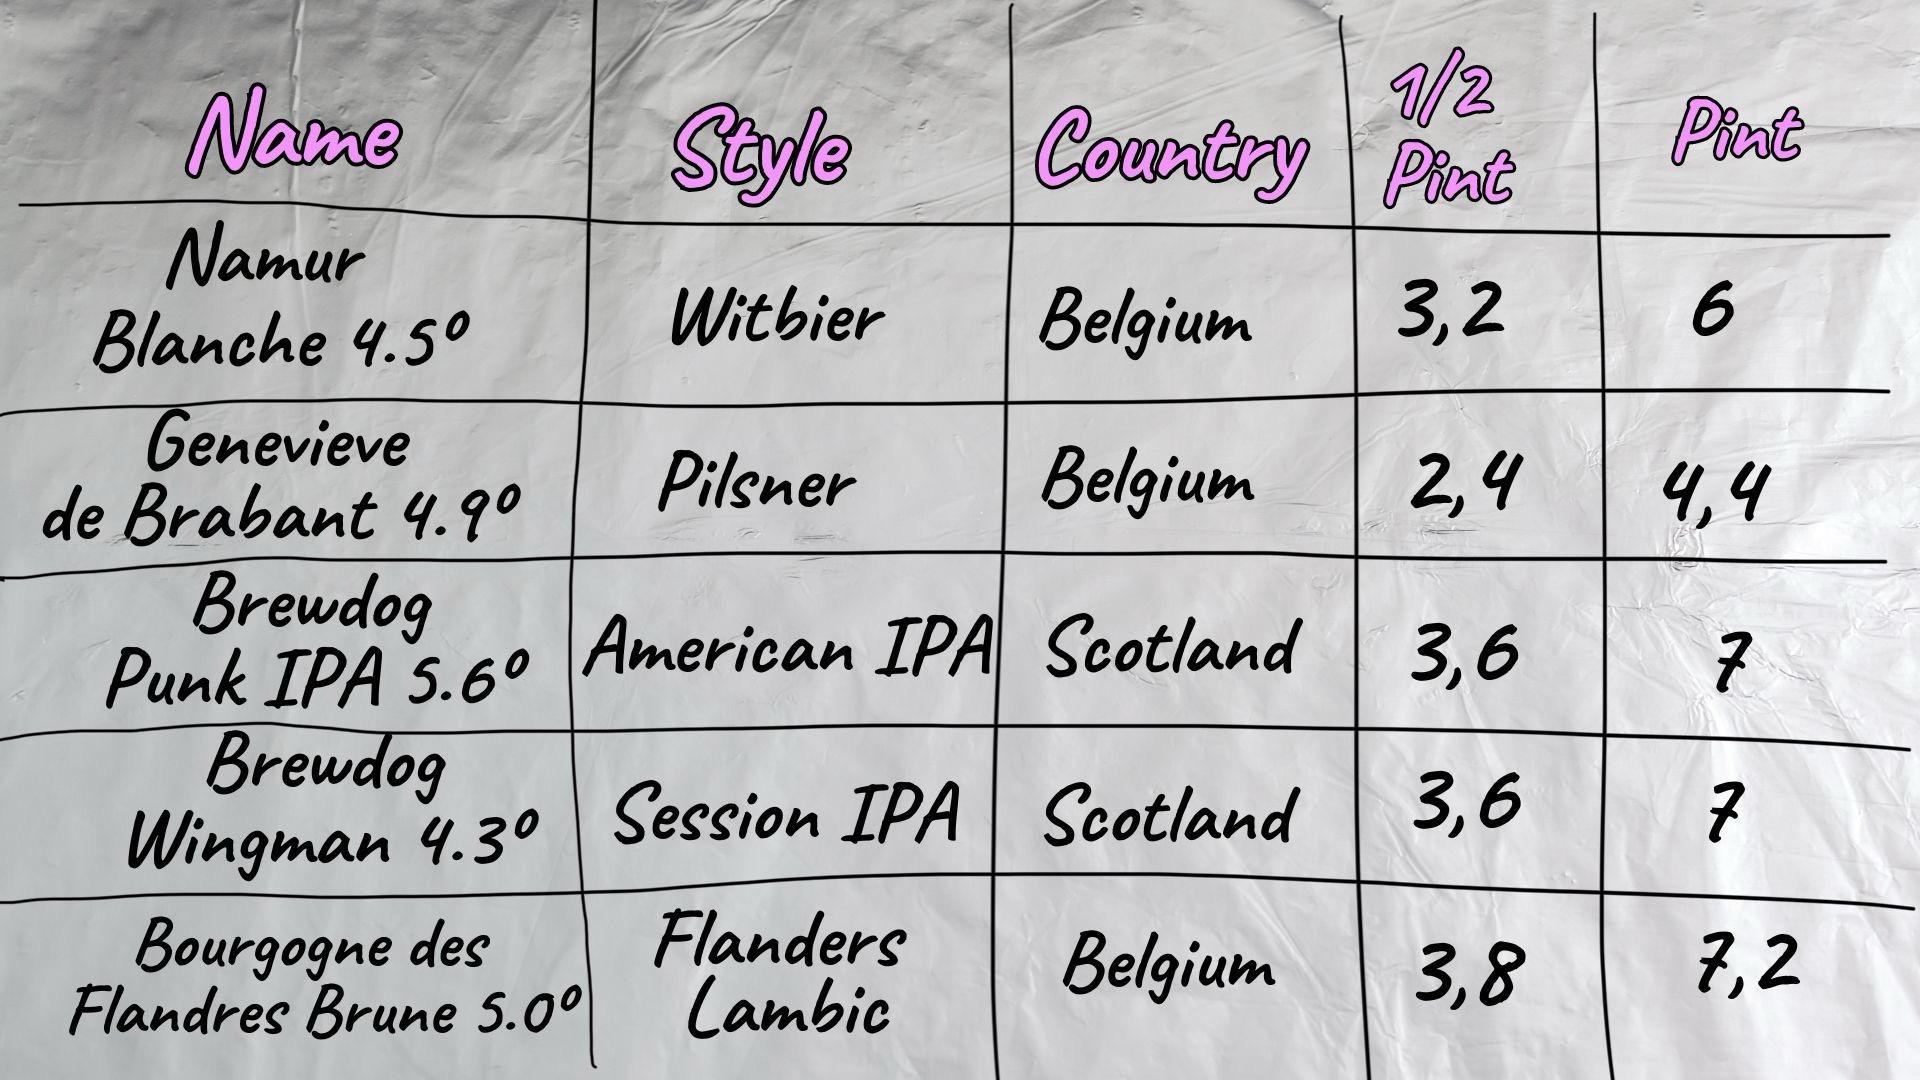 Name Style Country 1/2 Pint Pint
Namur
Blanche 4.5º Witbier Belgium 3,2 6
Genevieve
de Brabant 4.9º Pilsner Belgium 2,4 4,4
Brewdog
Punk IPA 5.6º American IPA Scotland 3,6 7
Brewdog
Wingman 4.3º Session IPA Scotland 3,6 7
Bourgogne des
Flandres Brune 5.0º Flanders
Lambic Belgium 3,8 7,2